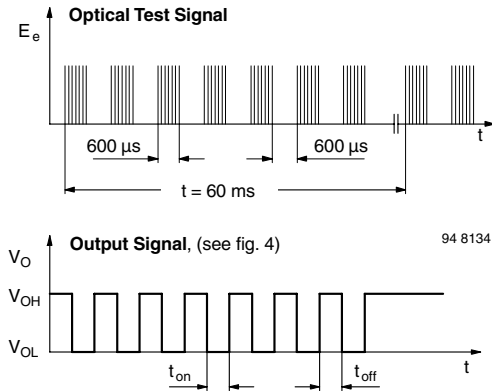 Optical Test Signal
E e
600 µs
600 µs
t
t = 60 ms
Output Signal, (see fig. 4)
94 8134
V O
V OH
V OL
t on
t off
t